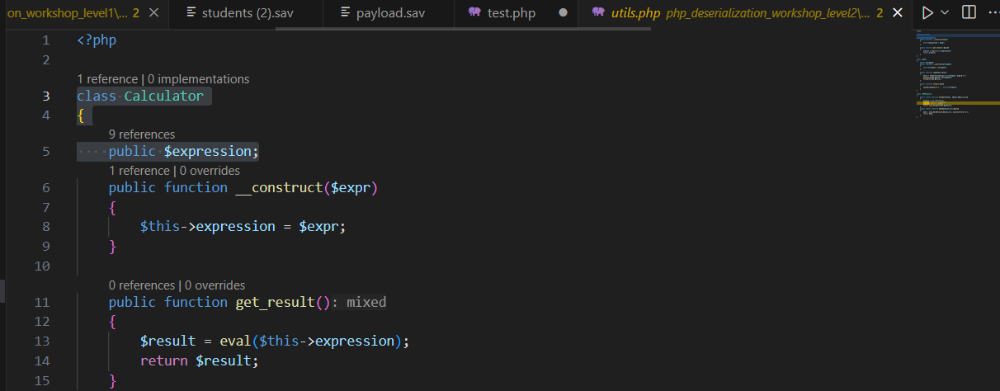 on_workshop_level1\... 2 × students (2).sav payload.sav test.php utils.php php_deserialization_workshop_level2\... 2 ×
1 <?php
2
1 reference | 0 implementations
3 class Calculator
4 {
9 references
5 public $expression;
1 reference | 0 overrides
6 public function __construct($expr)
7 {
8 $this->expression = $expr;
9 }
10
0 references | 0 overrides
11 public function get_result(): mixed
12 {
13 $result = eval($this->expression);
14 return $result;
15 }